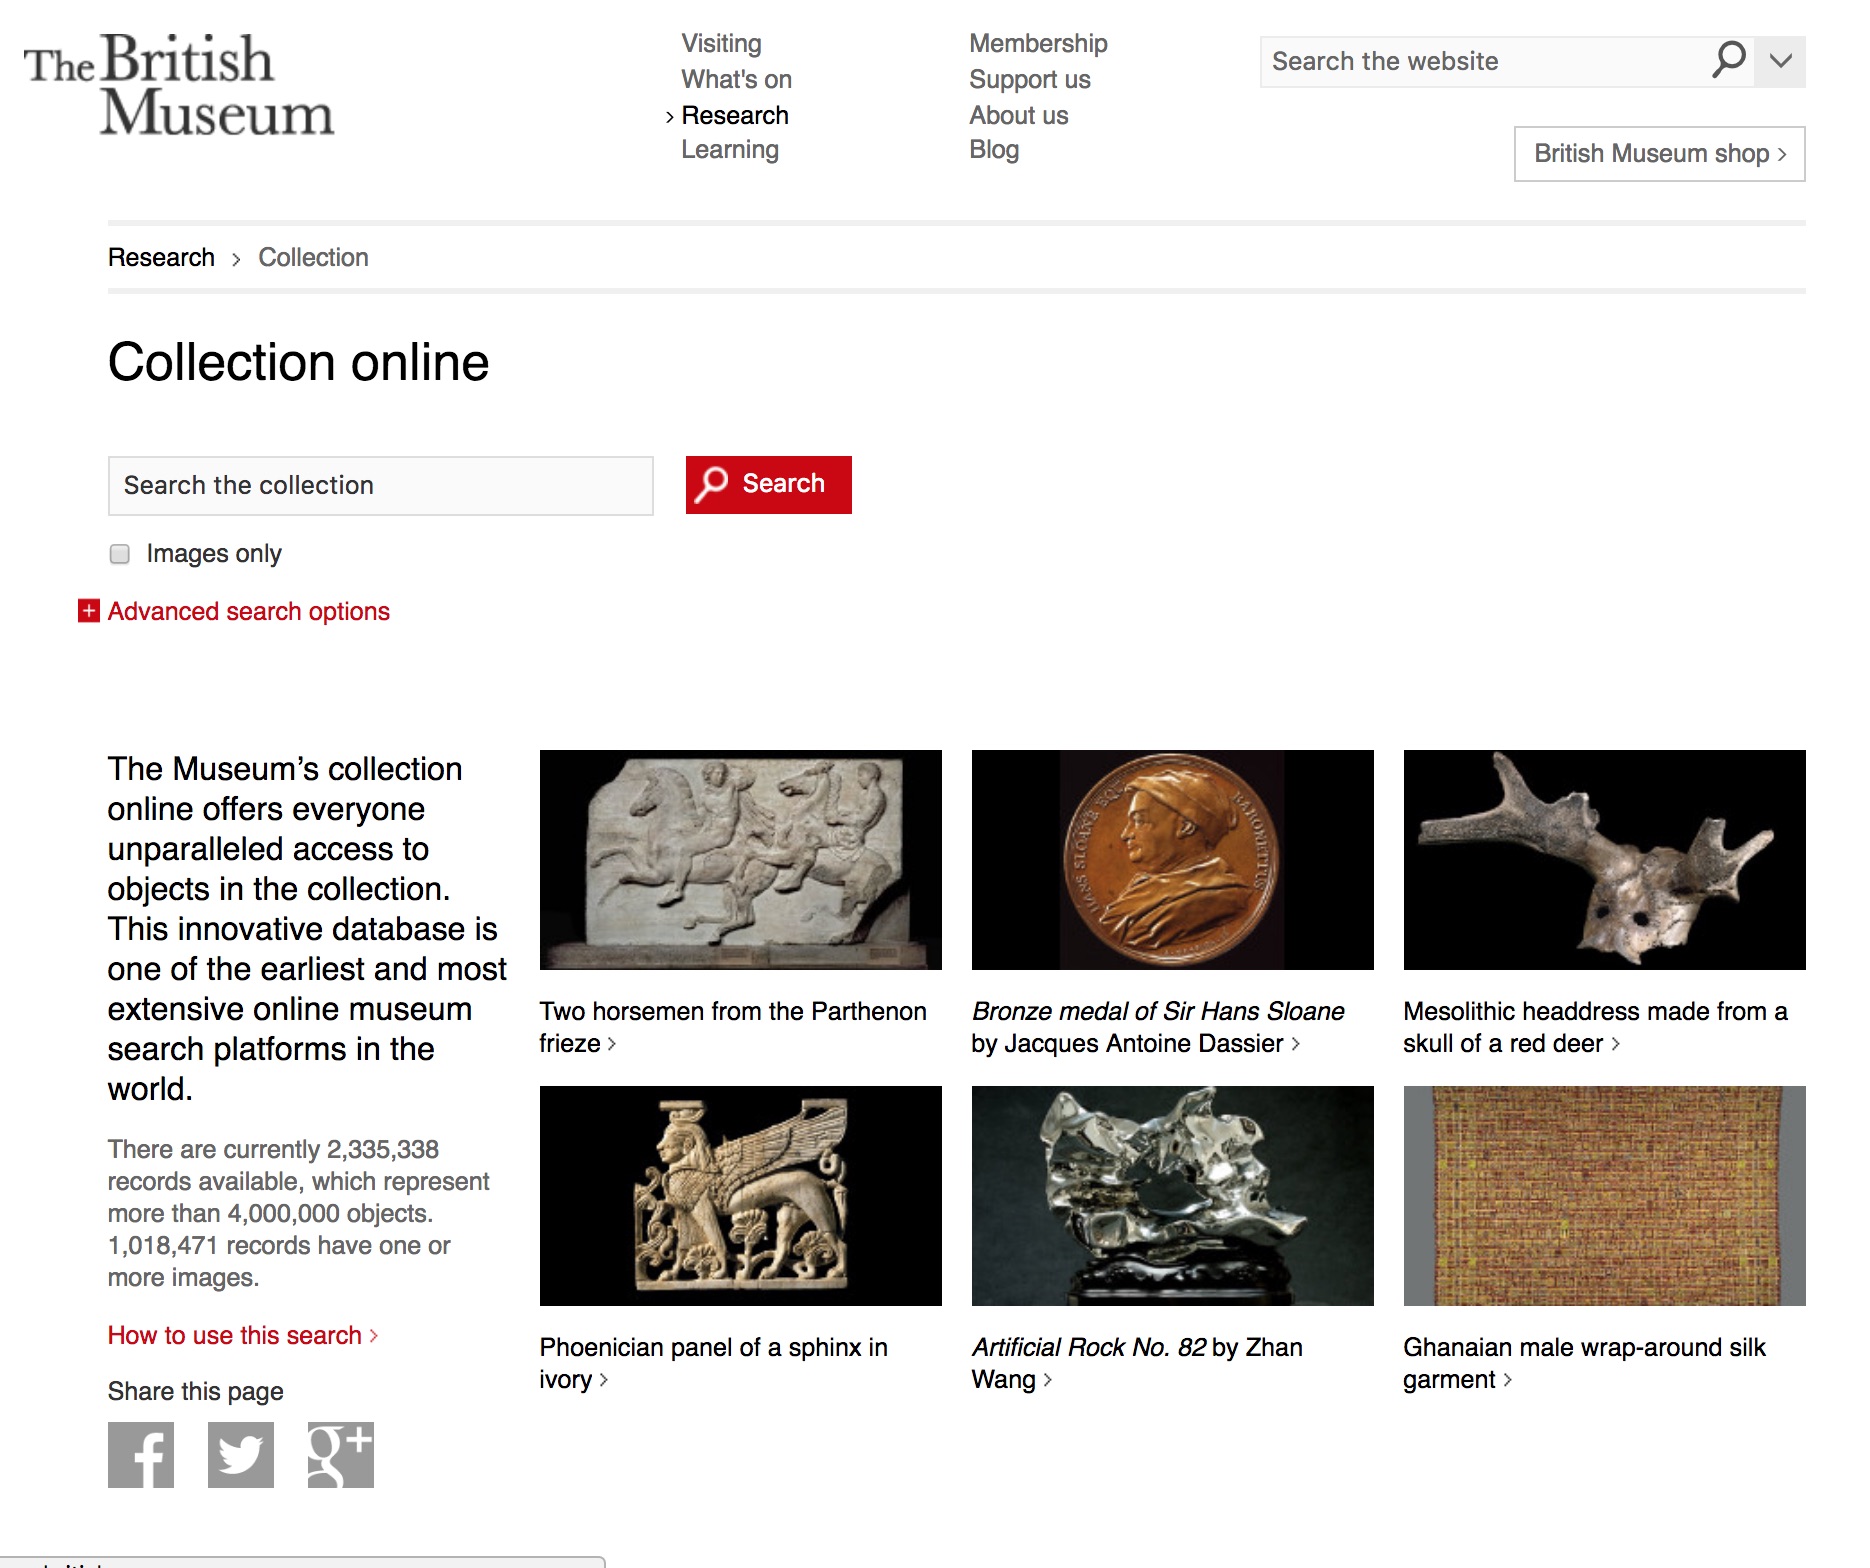 The British
Museum
Visiting
What's on
› Research
Learning
Membership
Support us
About us
Blog
Search the website
British Museum shop ›
Research › Collection
Collection online
Search the collection
Search
Images only
+ Advanced search options
The Museum’s collection
online offers everyone
unparalleled access to
objects in the collection.
This innovative database is
one of the earliest and most
extensive online museum
search platforms in the
world.
There are currently 2,335,338
records available, which represent
more than 4,000,000 objects.
1,018,471 records have one or
more images.
How to use this search ›
Share this page
f
g+
HANS SLOANE EQU BARONETTUS
Two horsemen from the Parthenon
frieze ›
Bronze medal of Sir Hans Sloane
by Jacques Antoine Dassier ›
Mesolithic headdress made from a
skull of a red deer ›
Phoenician panel of a sphinx in
ivory ›
Artificial Rock No. 82 by Zhan
Wang ›
Ghanaian male wrap-around silk
garment ›